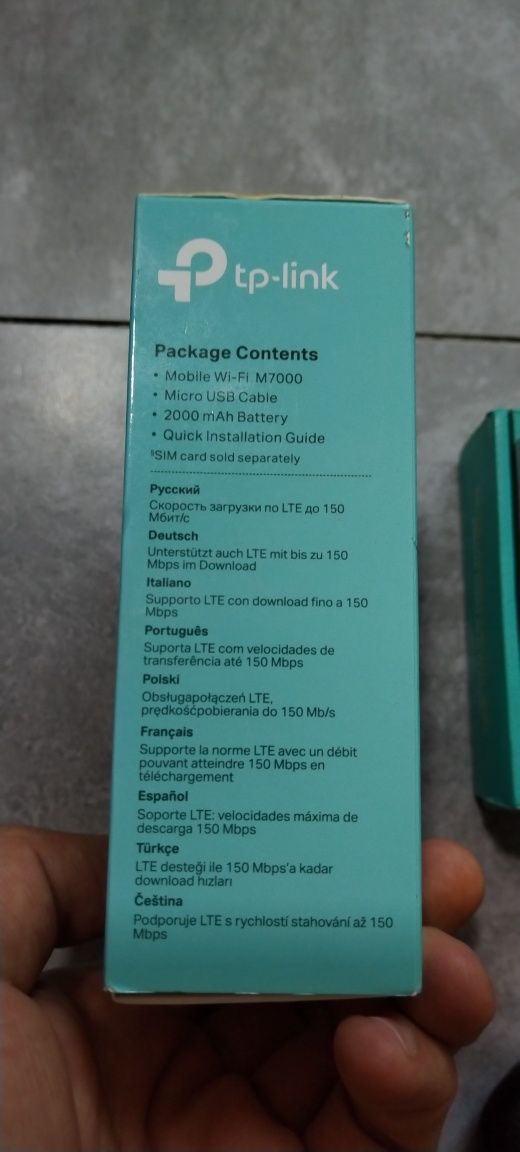 tp-link
Package Contents
• Mobile Wi-Fi M7000
• Micro USB Cable
• 2000 mAh Battery
• Quick Installation Guide
§SIM card sold separately
Русский
Скорость загрузки по LTE до 150
Мбит/с
Deutsch
Unterstützt auch LTE mit bis zu 150
Mbps im Download
Italiano
Supporto LTE con download fino a 150
Mbps
Português
Suporta LTE com velocidades de
transferência até 150 Mbps
Polski
Obsługapołączeń LTE,
prędkośćpobierania do 150 Mb/s
Français
Supporte la norme LTE avec un débit
pouvant atteindre 150 Mbps en
téléchargement
Español
Soporte LTE: velocidades máxima de
descarga 150 Mbps
Türkçe
LTE desteği ile 150 Mbps'a kadar
download hızları
Čeština
Podporuje LTE s rychlostí stahování až 150
Mbps